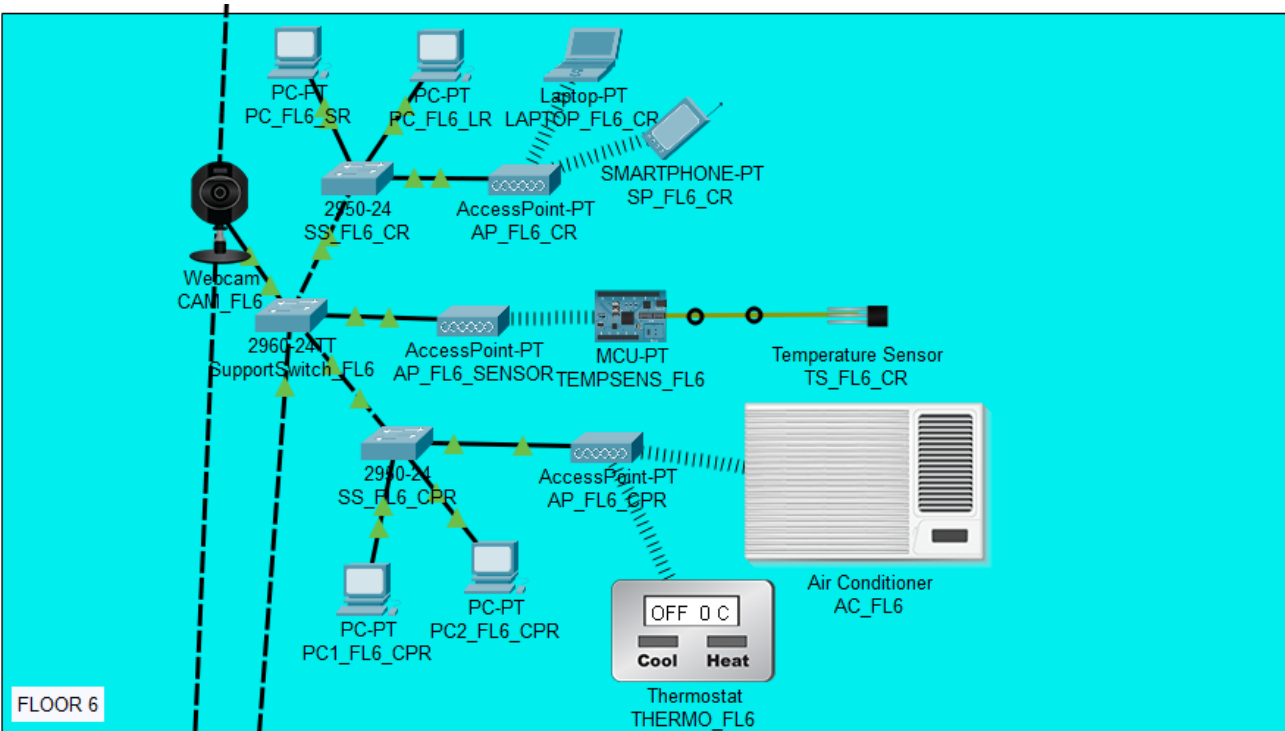 PC-PT
PC_FL6_SR
PC-PT
PC_FL6_LR
Laptop-PT
LAPTOP_FL6_CR
SMARTPHONE-PT
SP_FL6_CR
2950-24
SS_FL6_CR
AccessPoint-PT
AP_FL6_CR
Webcam
CAM_FL6
2960-24TT
SupportSwitch_FL6
AccessPoint-PT
AP_FL6_SENSOR
MCU-PT
TEMPSENS_FL6
Temperature Sensor
TS_FL6_CR
2950-24
SS_FL6_CPR
AccessPoint-PT
AP_FL6_CPR
Air Conditioner
AC_FL6
PC-PT
PC1_FL6_CPR
PC-PT
PC2_FL6_CPR
OFF 0 C
Cool Heat
Thermostat
THERMO_FL6
FLOOR 6